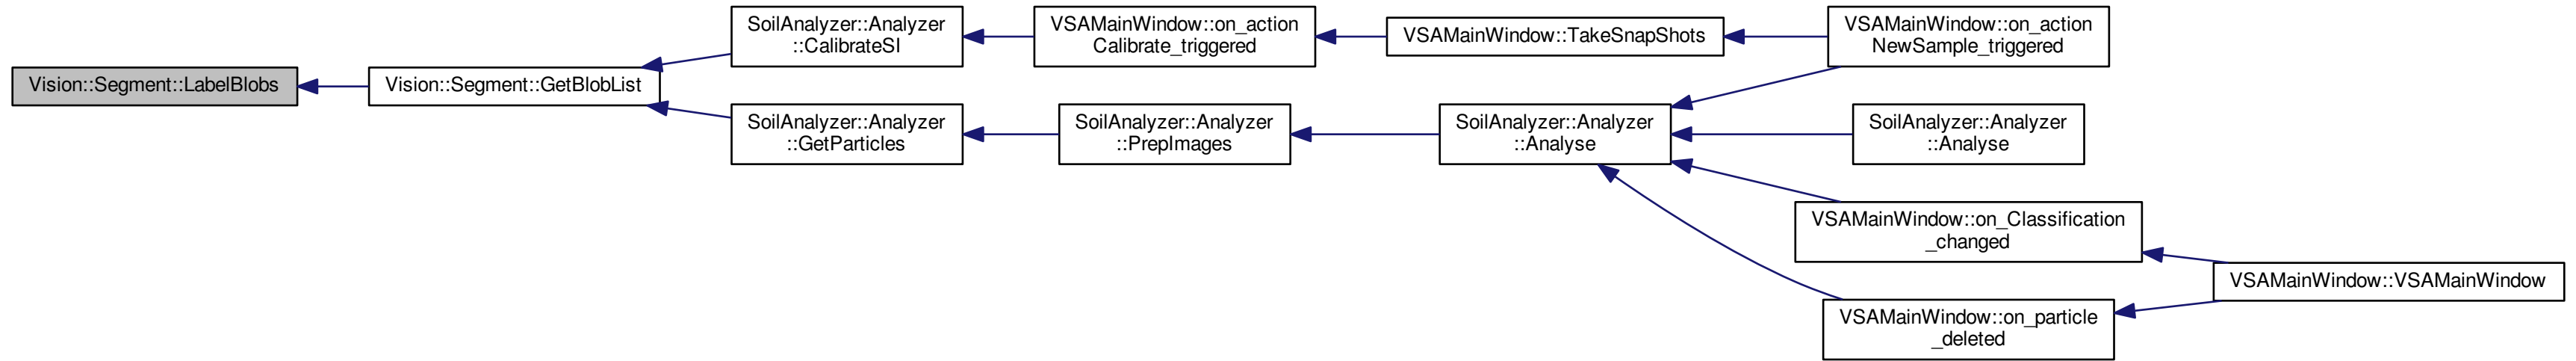 Vision::Segment::LabelBlobs
Vision::Segment::GetBlobList
SoilAnalyzer::Analyzer
::CalibrateSI
VSAMainWindow::on_action
Calibrate_triggered
VSAMainWindow::TakeSnapShots
VSAMainWindow::on_action
NewSample_triggered
SoilAnalyzer::Analyzer
::GetParticles
SoilAnalyzer::Analyzer
::PrepImages
SoilAnalyzer::Analyzer
::Analyse
SoilAnalyzer::Analyzer
::Analyse
VSAMainWindow::on_Classification
_changed
VSAMainWindow::on_particle
_deleted
VSAMainWindow::VSAMainWindow